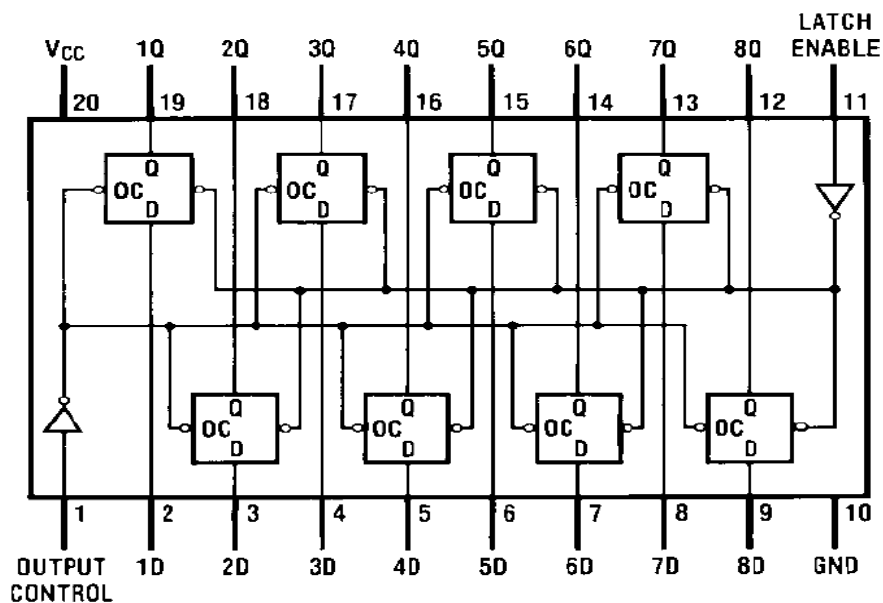 VCC 1Q 2Q 3Q 4Q 5Q 6Q 7Q 8Q LATCH ENABLE
20 19 18 17 16 15 14 13 12 11
Q Q Q Q
OC OC OC OC
D D D D
Q Q Q Q
OC OC OC OC
D D D D
1 2 3 4 5 6 7 8 9 10
OUTPUT CONTROL 1D 2D 3D 4D 5D 6D 7D 8D GND